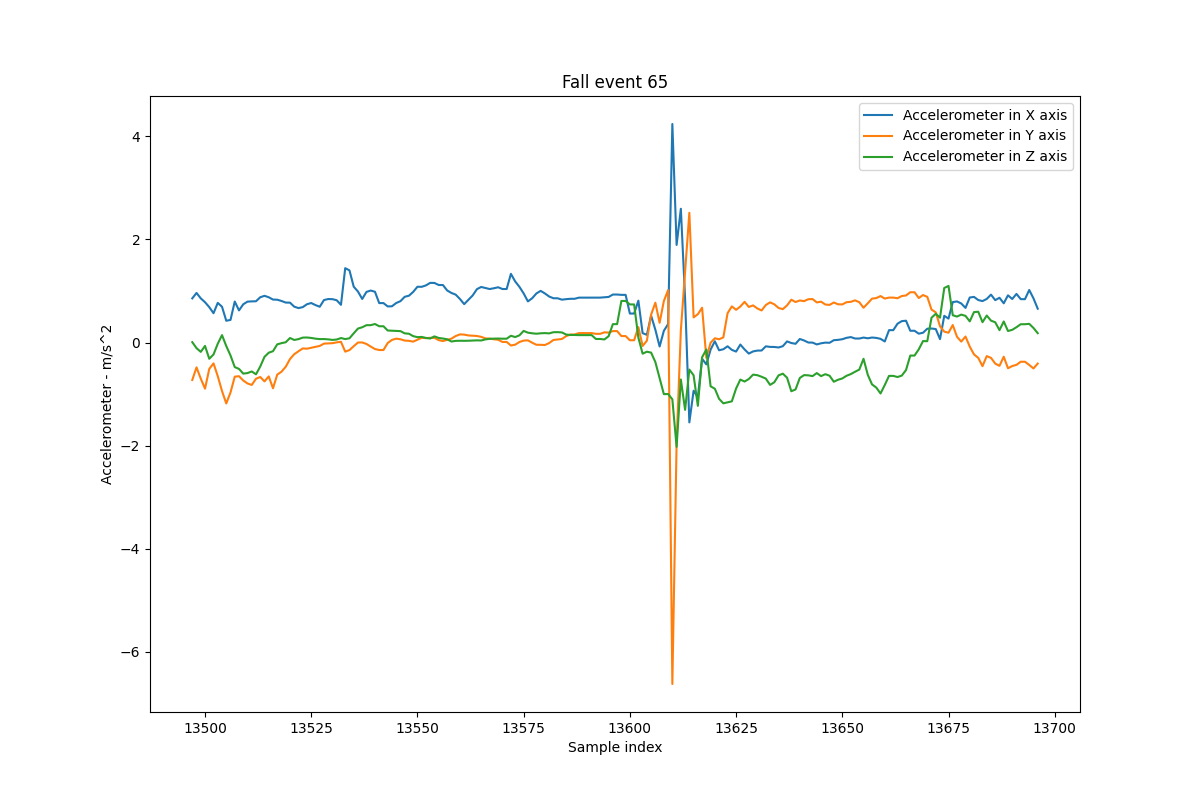 Fall event 65
Accelerometer in X axis
Accelerometer in Y axis
Accelerometer in Z axis
Accelerometer - m/s^2
4
2
0
−2
−4
−6
13500 13525 13550 13575 13600 13625 13650 13675 13700
Sample index